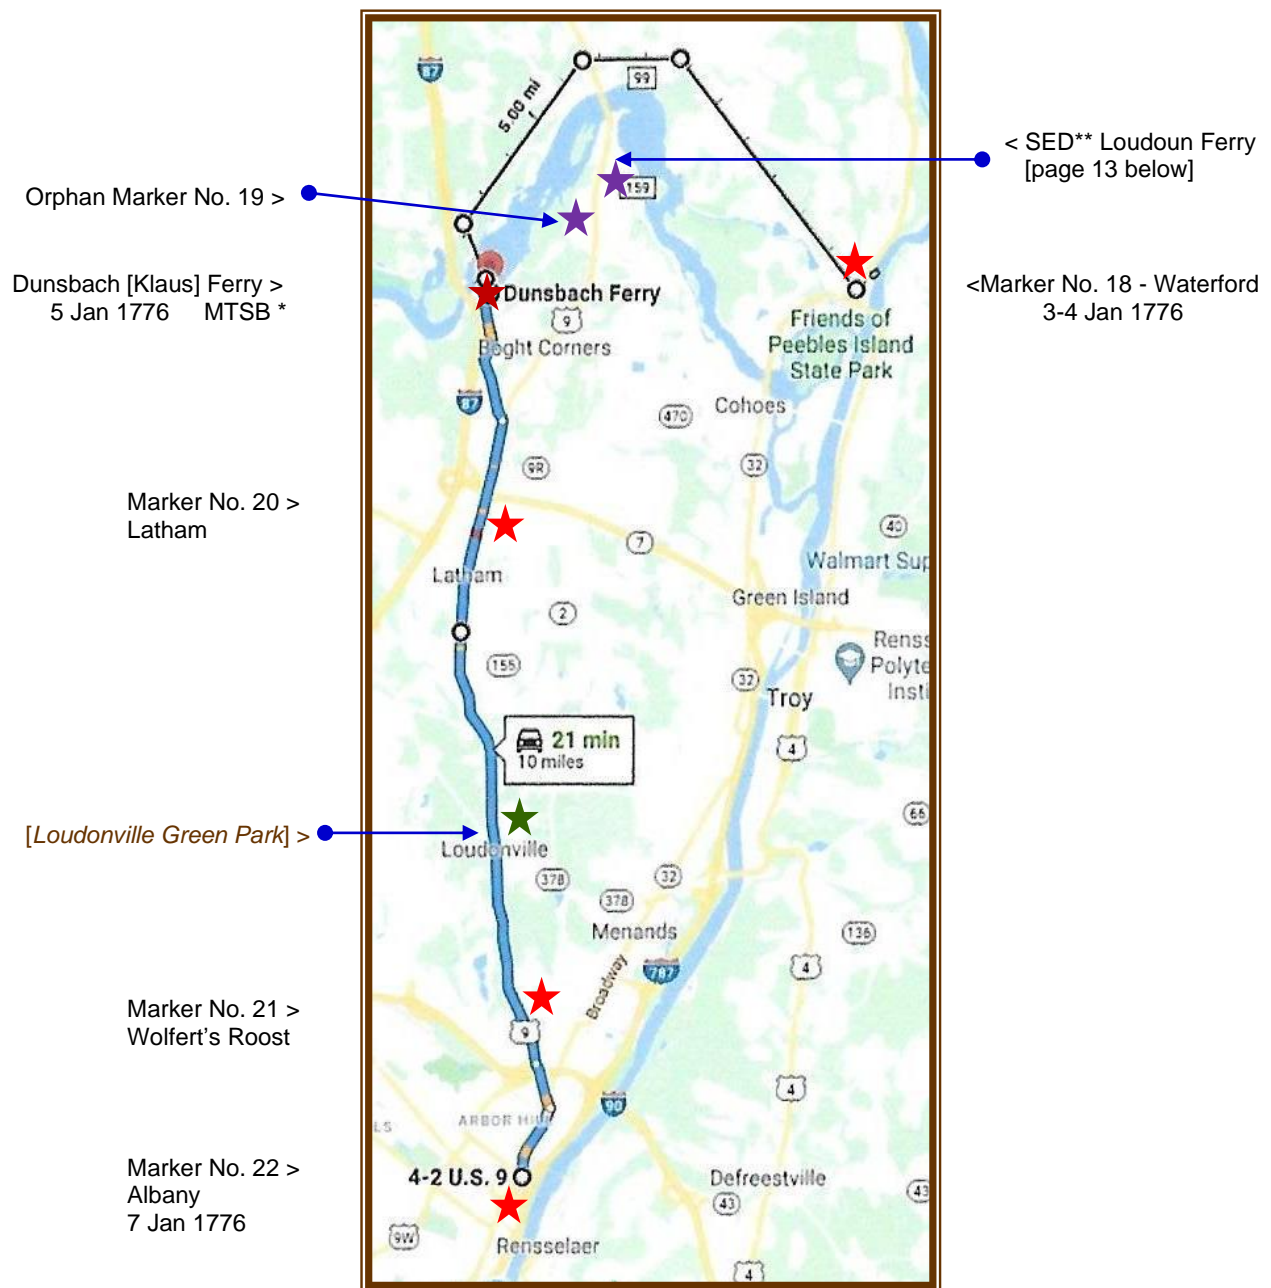 87
99
5.00 mi
< SED** Loudoun Ferry
[page 13 below]
159
Orphan Marker No. 19 >
Dunsbach [Klaus] Ferry >
5 Jan 1776 MTSB *
Dunsbach Ferry
<Marker No. 18 - Waterford
3-4 Jan 1776
9
Boght Corners
Friends of
Peebles Island
State Park
87
470
Cohoes
9R
32
Marker No. 20 >
Latham
40
7
Walmart Sup
Latham
Green Island
2
Renss
Polyte
Insti
155
32
Troy
4
21 min
10 miles
66
[Loudonville Green Park] >
Loudonville
378
32
378
Menands
136
787
4
Broadway
Marker No. 21 >
Wolfert's Roost
9
4
90
ARBOR HILL
LS
Marker No. 22 >
Albany
7 Jan 1776
4-2 U.S. 9
Defreestville
43
43
9W
Rensselaer
4